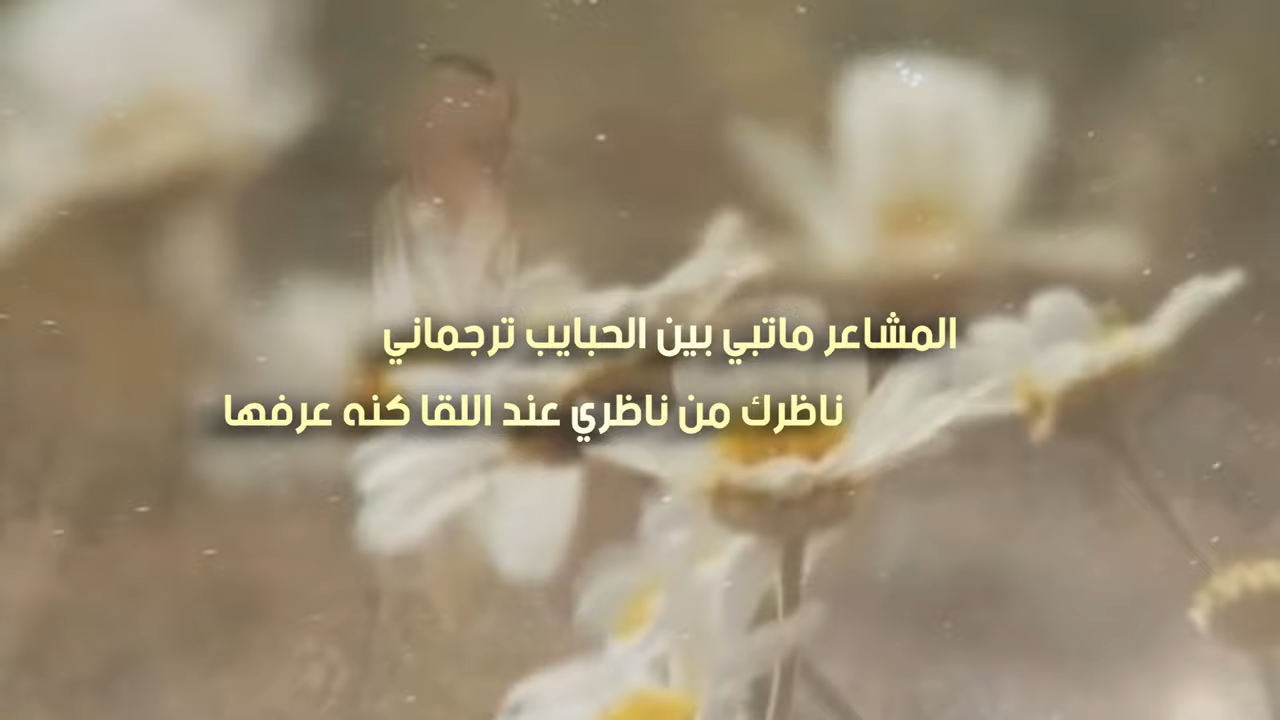 المشاعر ماتبي بين الحبايب ترجماني
ناظرك من ناظري عند اللقا كنه عرفها